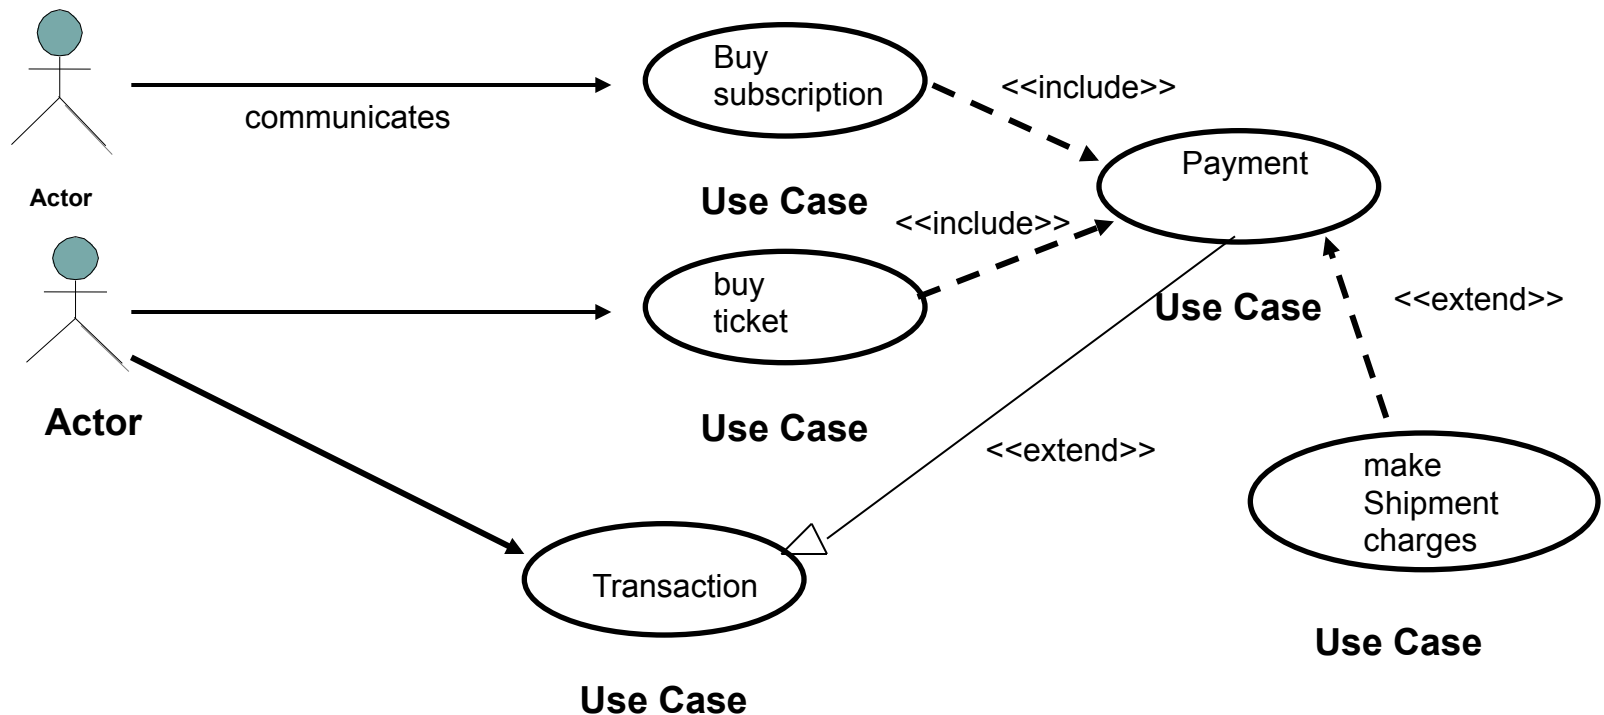 Buy
subscription
<<include>>
communicates
Payment
Actor
Use Case
<<include>>
buy
ticket
Use Case
<<extend>>
Actor
Use Case
<<extend>>
make
Shipment
charges
Transaction
Use Case
Use Case